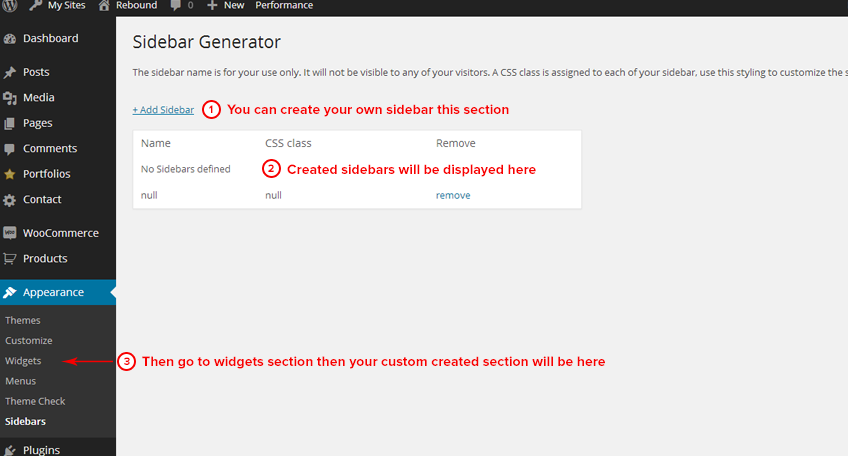 My Sites Rebound 0 New Performance
Dashboard
Posts
Media
Pages
Comments
Portfolios
Contact
WooCommerce
Products
Appearance
Themes
Customize
Widgets
Menus
Theme Check
Sidebars
Plugins
Sidebar Generator
The sidebar name is for your use only. It will not be visible to any of your visitors. A CSS class is assigned to each of your sidebar, use this styling to customize the s
+ Add Sidebar 1 You can create your own sidebar this section
Name CSS class Remove
No Sidebars defined 2 Created sidebars will be displayed here
null null remove
3 Then go to widgets section then your custom created section will be here